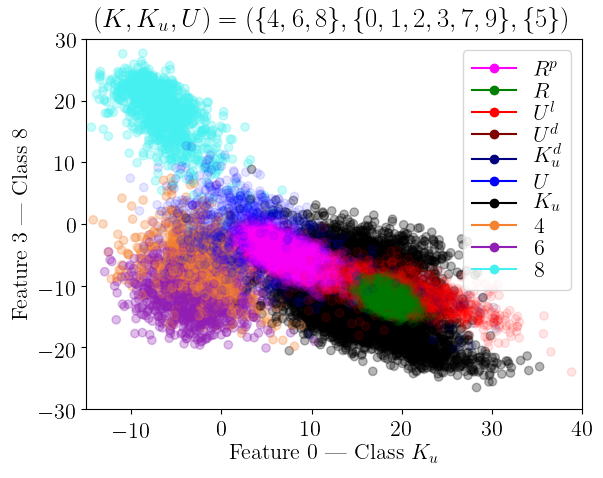 (K, K_u, U) = ({4, 6, 8}, {0, 1, 2, 3, 7, 9}, {5})
30
20
10
0
−10
−20
−30
Feature 3 — Class 8
R^p
R
U^l
U^d
K_u^d
U
K_u
4
6
8
−10
0
10
20
30
40
Feature 0 — Class K_u